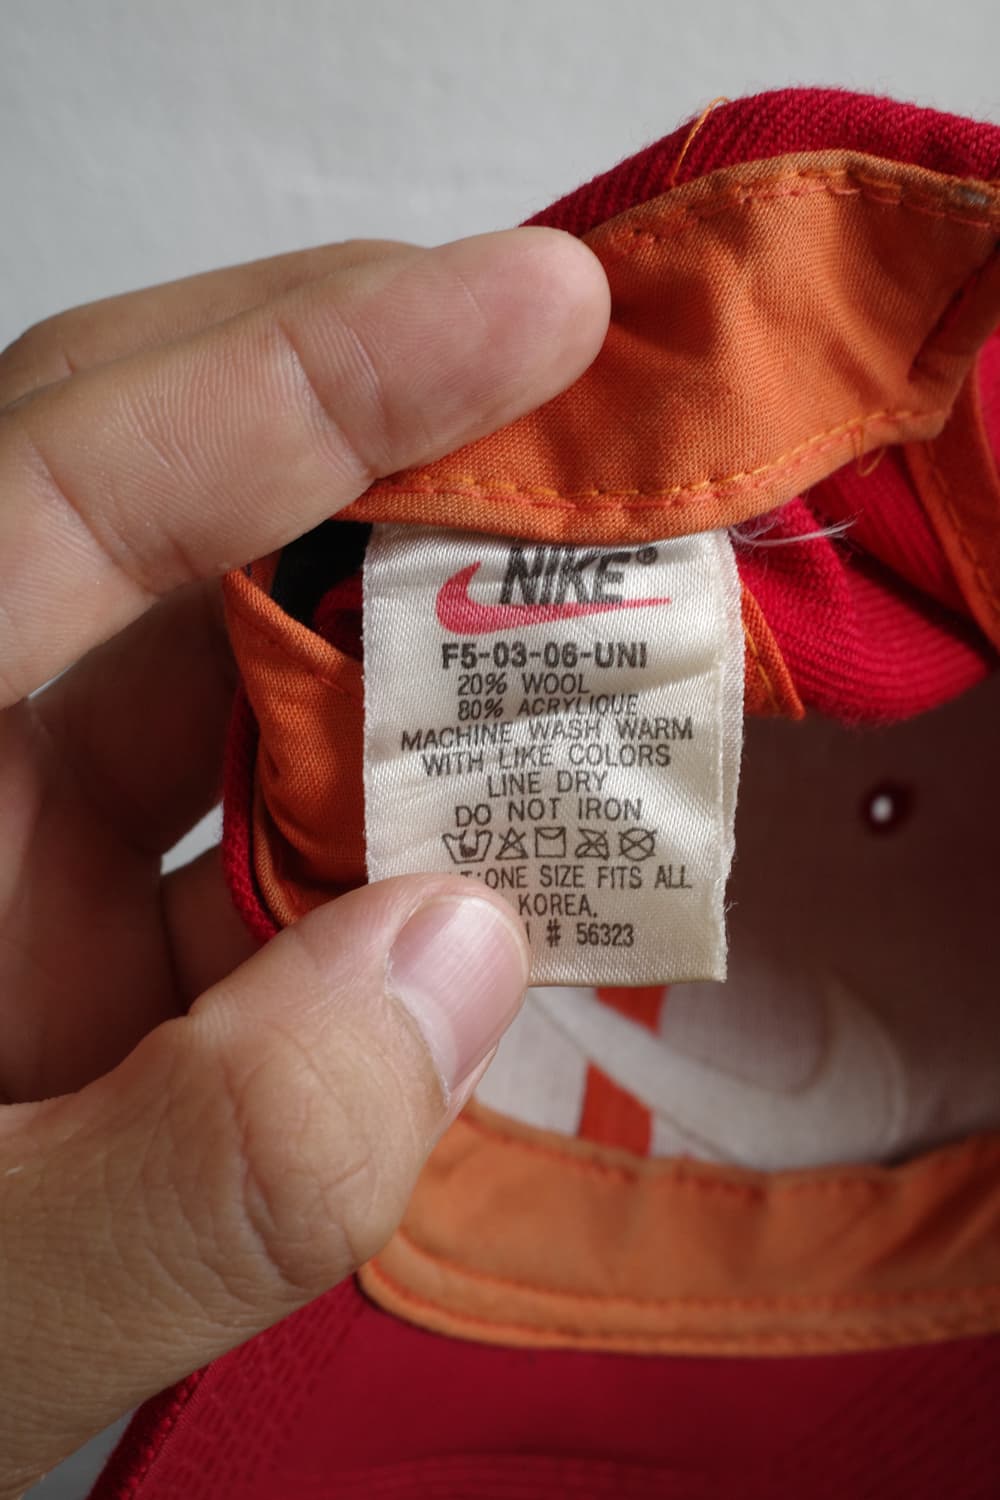 NIKE®
F5-03-06-UNI
20% WOOL
80% ACRYLIQUE
MACHINE WASH WARM
WITH LIKE COLORS
LINE DRY
DO NOT IRON
ONE SIZE FITS ALL
KOREA.
# 56323